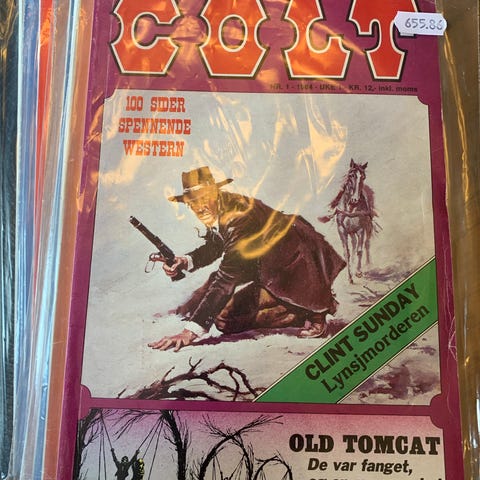 COLT
655.86
NR. 1 - 1984 - UKE 1 - KR. 12,- inkl. moms
100 SIDER
SPENNENDE
WESTERN
CLINT SUNDAY
Lynsjmorderen
OLD TOMCAT
De var fanget,